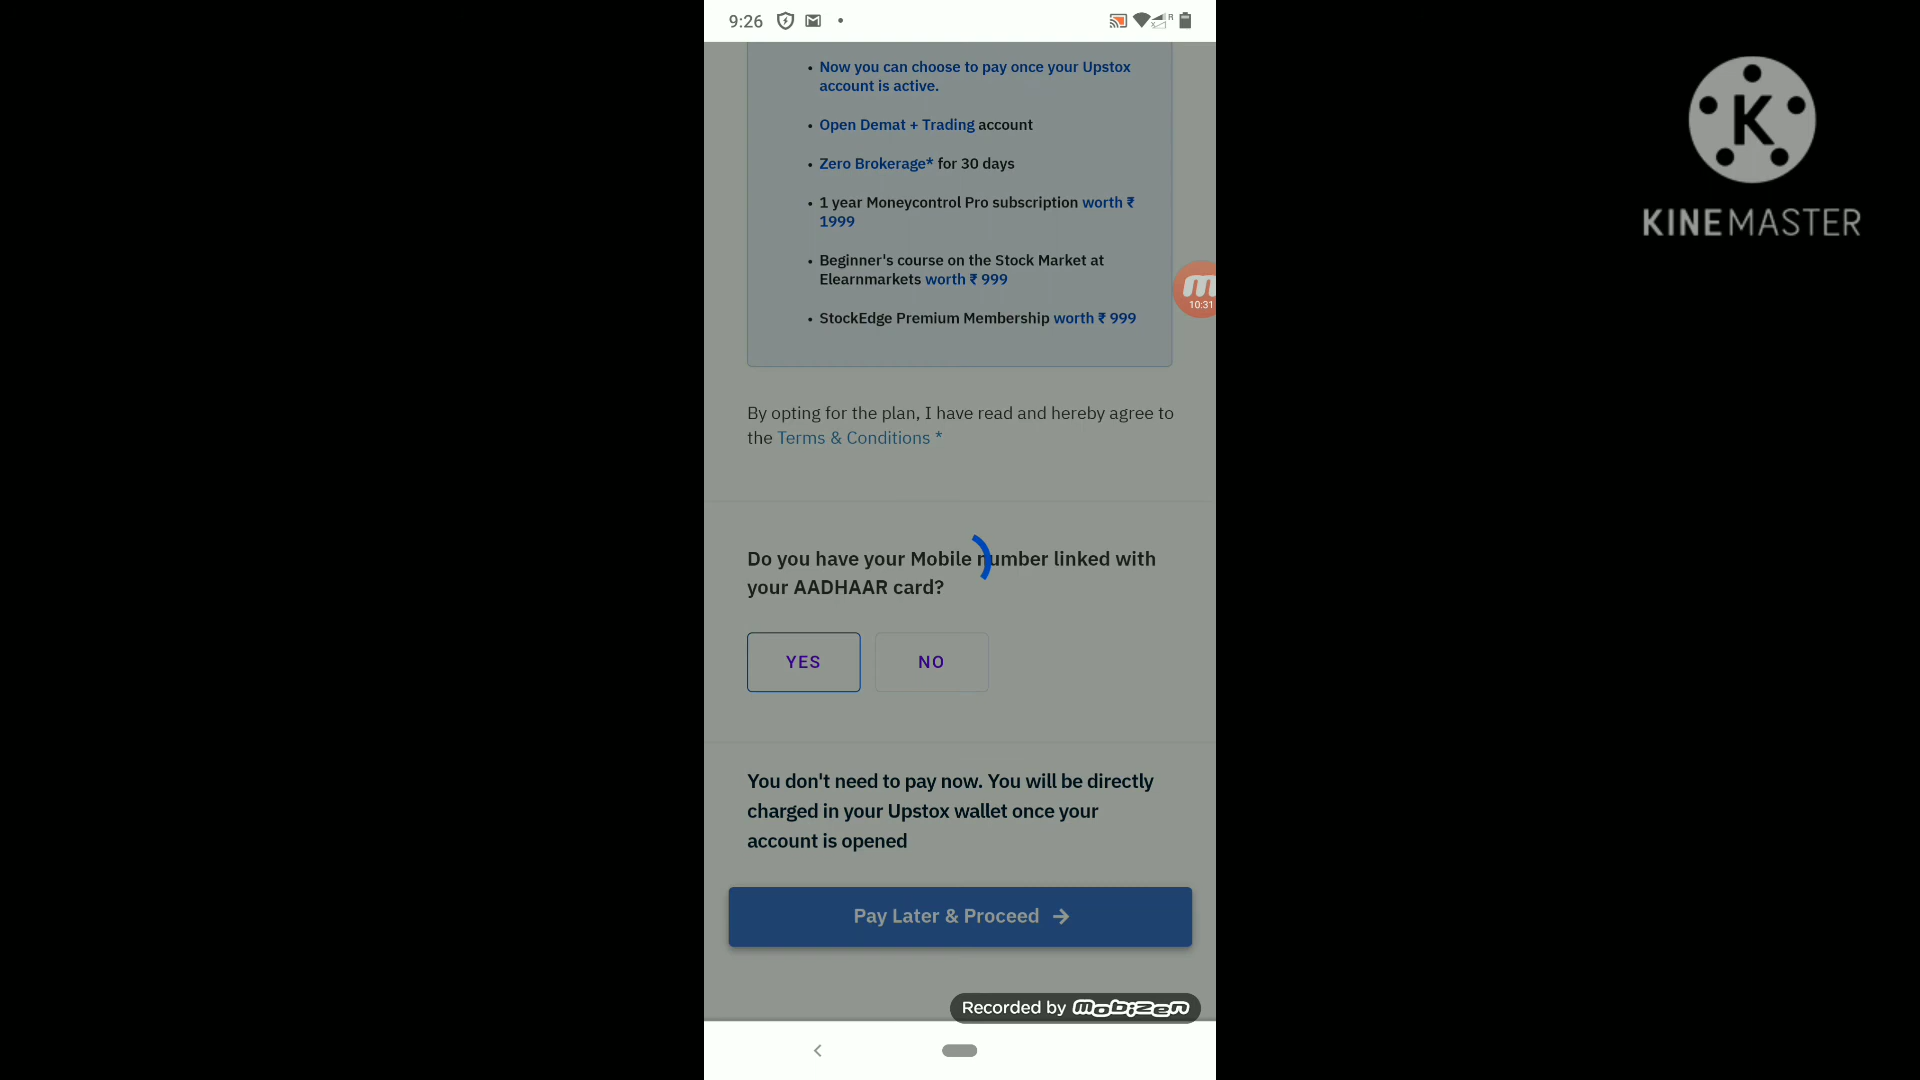 9:26
R
Now you can choose to pay once your Upstox
account is active.
Open Demat + Trading account
Zero Brokerage* for 30 days
1 year Moneycontrol Pro subscription worth ₹
1999
Beginner's course on the Stock Market at
Elearnmarkets worth ₹ 999
StockEdge Premium Membership worth ₹ 999
K
KINEMASTER
m
10:31
By opting for the plan, I have read and hereby agree to
the Terms & Conditions *
Do you have your Mobile number linked with
your AADHAAR card?
YES NO
You don't need to pay now. You will be directly
charged in your Upstox wallet once your
account is opened
Pay Later & Proceed →
Recorded by mobizen